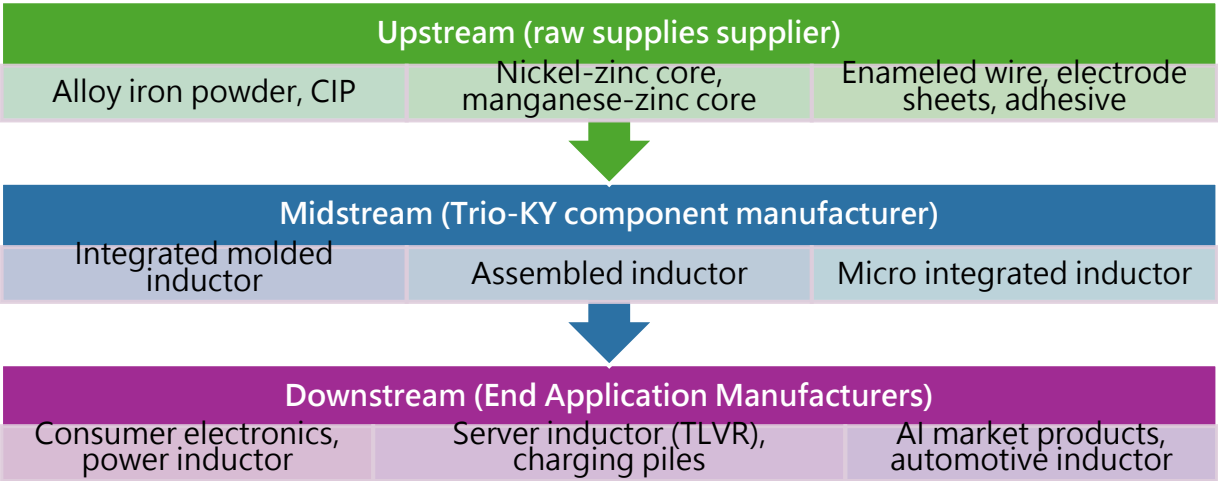 Upstream (raw supplies supplier)
Alloy iron powder, CIP
Nickel-zinc core,
manganese-zinc core
Enameled wire, electrode
sheets, adhesive
Midstream (Trio-KY component manufacturer)
Integrated molded
inductor
Assembled inductor
Micro integrated inductor
Downstream (End Application Manufacturers)
Consumer electronics,
power inductor
Server inductor (TLVR),
charging piles
AI market products,
automotive inductor